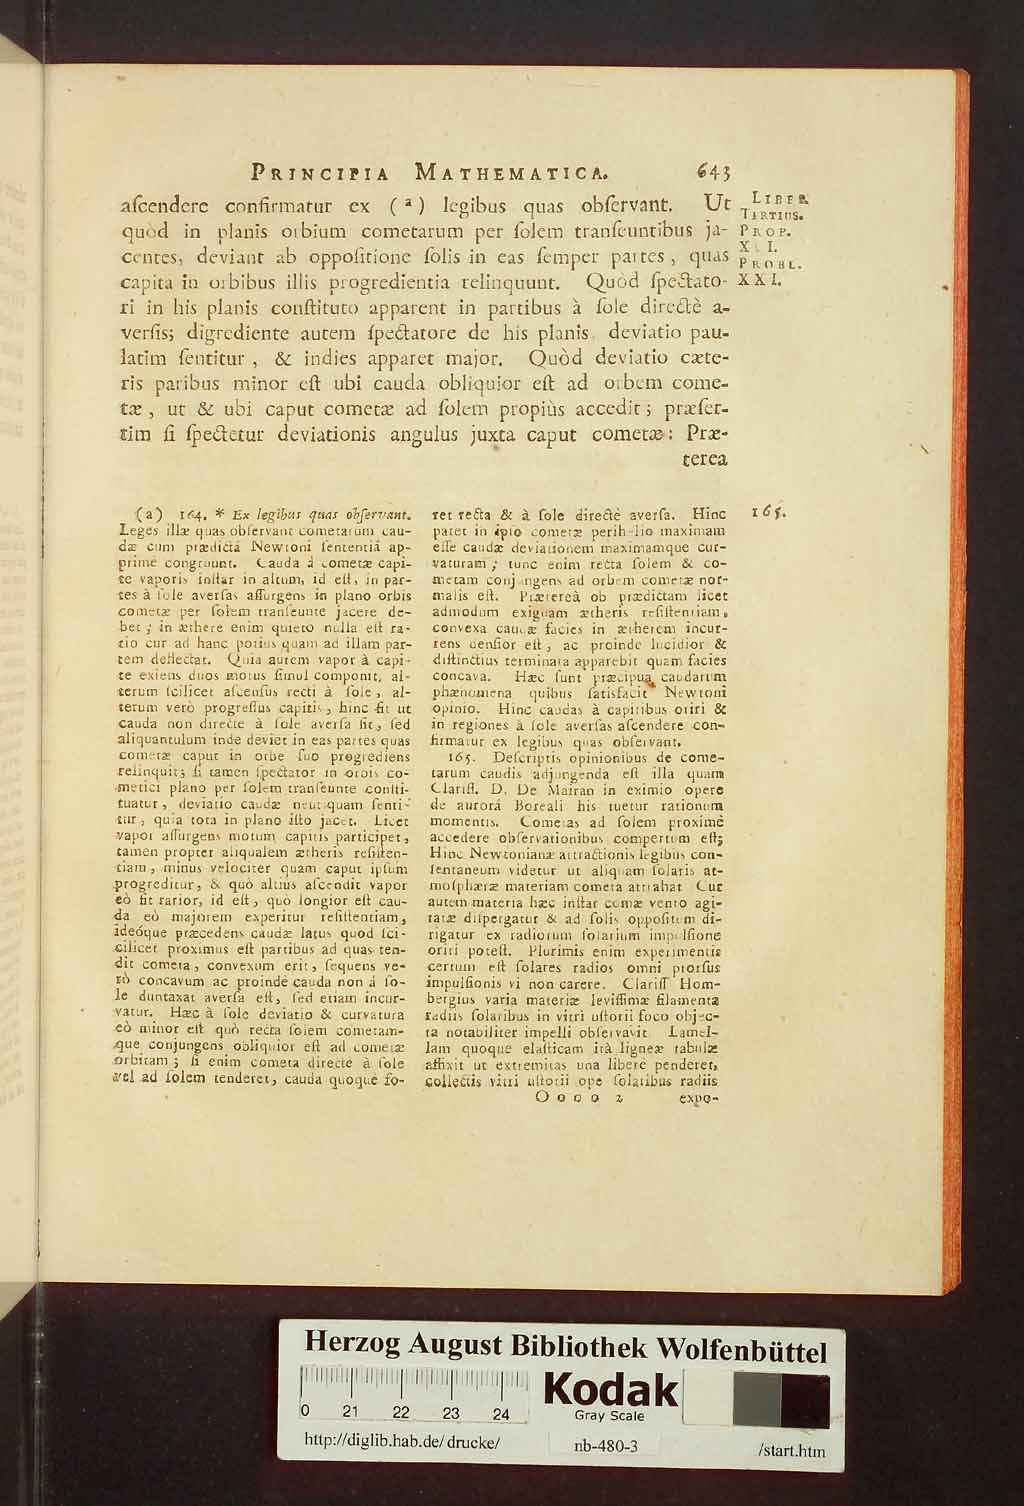 PRINCIPIA MATHEMATICA. 643
aſcendere confirmatur ex (a) legibus quas obſervant. Ut
quòd in planis orbium cometarum per ſolem tranſeuntibus ja-
centes, deviant ab oppoſitione ſolis in eas ſemper partes, quas
capita in orbibus illis progredientia relinquunt. Quòd ſpectato-
ri in his planis conſtituto apparent in partibus à ſole directè a-
verſis; digrediente autem ſpectatore de his planis, deviatio pau-
latim ſentitur, & indies apparet major. Quòd deviatio cæte-
ris paribus minor eſt ubi cauda obliquior eſt ad orbem come-
tæ, ut & ubi caput cometæ ad ſolem propiùs accedit; præſer-
tim ſi ſpectetur deviationis angulus juxta caput cometæ: Præ-
terea
LIBER
TERTIUS.
PROP.
XLI.
PROBL.
XXI.
(a) 164. * Ex legibus quas obſervant.
Leges illæ quas obſervant cometarum cau-
dæ cum prædictâ Newtoni ſententiâ ap-
primè congruunt. Cauda à cometæ capi-
te vaporis inſtar in altum, id eſt, in par-
tes à ſole averſas aſſurgens in plano orbis
cometæ per ſolem tranſeunte jacere de-
bet; in æthere enim quieto nulla eſt ra-
tio cur ad hanc potius quam ad illam par-
tem deflectat. Quia autem vapor à capi-
te exiens duos motus ſimul componit, al-
terum ſcilicet aſcenſus recti à ſole, al-
terum verò progreſſus capitis, hinc fit ut
cauda non directe à ſole averſa ſit, ſed
aliquantulum inde deviet in eas partes quas
cometæ caput in orbe ſuo progrediens
relinquit; ſi tamen ſpectator in orbis co-
metici plano per ſolem tranſeunte conſti-
tuatur, deviatio caudæ neutiquam ſenti-
tur, quia tota in plano iſto jacet. Licet
vapor aſſurgens motum capitis participet,
tamen propter aliqualem ætheris reſiſten-
tiam, minus velociter quam caput ipſum
progreditur, & quò altius aſcendit vapor
eò fit rarior, id eſt, quò longior eſt cau-
da eò majorem experitur reſiſtentiam,
ideóque præcedens caudæ latus quod ſci-
cilicet proximus eſt partibus ad quas ten-
dit cometa, convexum erit, ſequens ve-
rò concavum ac proindè cauda non à ſo-
le duntaxat averſa eſt, ſed etiam incur-
vatur. Hæc à ſole deviatio & curvatura
eò minor eſt quò recta ſolem cometam-
que conjungens obliquior eſt ad cometæ
orbitam; ſi enim cometa directe à ſole
vel ad ſolem tenderet, cauda quoque fo-
ret recta & à ſole directè averſa. Hinc
patet in ipſo cometæ perihelio maximam
eſſe caudæ deviationem maximamque cur-
vaturam; tunc enim recta ſolem & co-
metam conjungens ad orbem cometæ nor-
malis eſt. Prætereà ob prædictam licet
admodum exiguam ætheris reſiſtentiam,
convexa caudæ facies in ætherem incur-
rens denſior eſt, ac proinde lucidior &
diſtinctius terminata apparebit quam facies
concava. Hæc ſunt præcipua caudarum
phænomena quibus ſatisfacit Newtoni
opinio. Hinc caudas à capitibus oriri &
in regiones à ſole averſas aſcendere con-
firmatur ex legibus quas obſervant.
165. Deſcriptis opinionibus de come-
tarum caudis adjungenda eſt illa quam
Clariſſ. D. De Mairan in eximio opere
de aurorâ Boreali his tuetur rationum
momentis. Cometas ad ſolem proximè
accedere obſervationibus compertum eſt;
Hinc Newtonianæ attractionis legibus con-
ſentaneum videtur ut aliquam ſolaris at-
moſphæræ materiam cometa attrahat. Cur
autem materia hæc inſtar comæ vento agi-
tatæ diſpergatur & ad ſolis oppoſitum di-
rigatur ex radiorum ſolarium impulſione
oriri poteſt. Plurimis enim experimentis
certum eſt ſolares radios omni prorſus
impulſionis vi non carere. Clariſſ Hom-
bergius varia materiæ leviſſimæ filamenta
radiis ſolaribus in vitri uſtorii foco objec-
ta notabiliter impelli obſervavit. Lamel-
lam quoque elaſticam ità ligneæ tabulæ
affixit ut extremitas una libere penderet,
collectis vitri uſtorii ope ſolaribus radiis
Oooo 2 expo-
165.
Herzog August Bibliothek Wolfenbüttel
0 21 22 23 24
Kodak
Gray Scale
http://diglib.hab.de/drucke/ nb-480-3 /start.htm